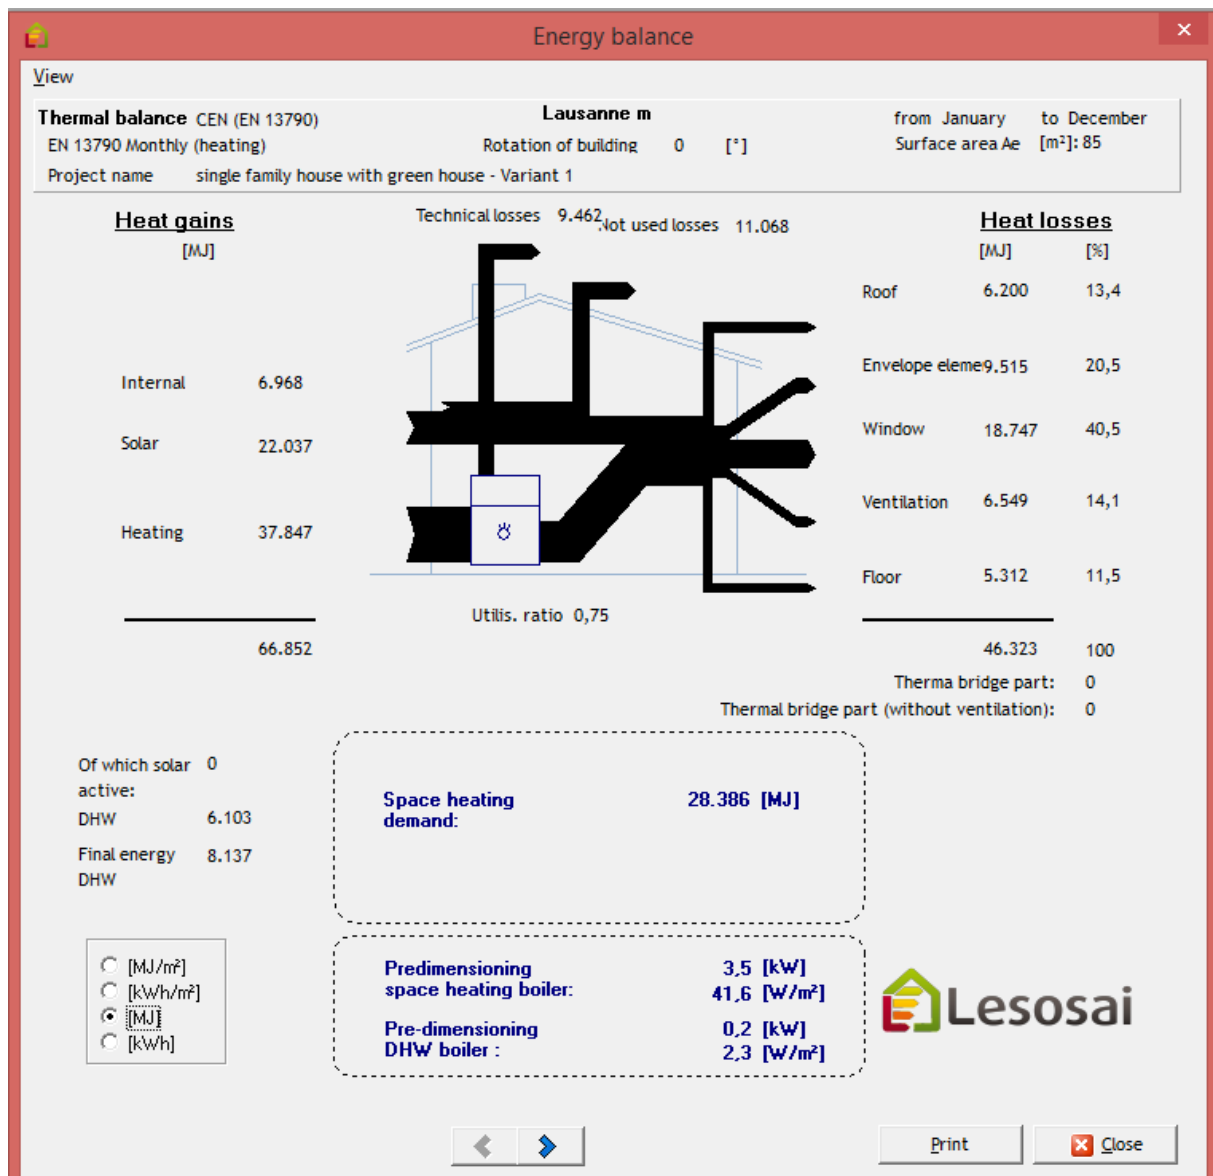 Energy balance
View
Thermal balance CEN (EN 13790) Lausanne m from January to December
EN 13790 Monthly (heating) Rotation of building 0 [°] Surface area Ae [m²]: 85
Project name single family house with green house - Variant 1
Heat gains Technical losses 9.462 Not used losses 11.068 Heat losses
[MJ] [MJ] [%]
Roof 6.200 13,4
Envelope eleme 9.515 20,5
Internal 6.968
Window 18.747 40,5
Solar 22.037
Ventilation 6.549 14,1
Heating 37.847
Floor 5.312 11,5
Utilis. ratio 0,75
66.852 46.323 100
Therma bridge part: 0
Thermal bridge part (without ventilation): 0
Of which solar 0
active:
DHW 6.103
Final energy 8.137
DHW
Space heating 28.386 [MJ]
demand:
[MJ/m²]
[kWh/m²]
[MJ]
[kWh]
Predimensioning 3,5 [kW]
space heating boiler: 41,6 [W/m²]
Pre-dimensioning 0,2 [kW]
DHW boiler : 2,3 [W/m²]
Lesosai
Print Close